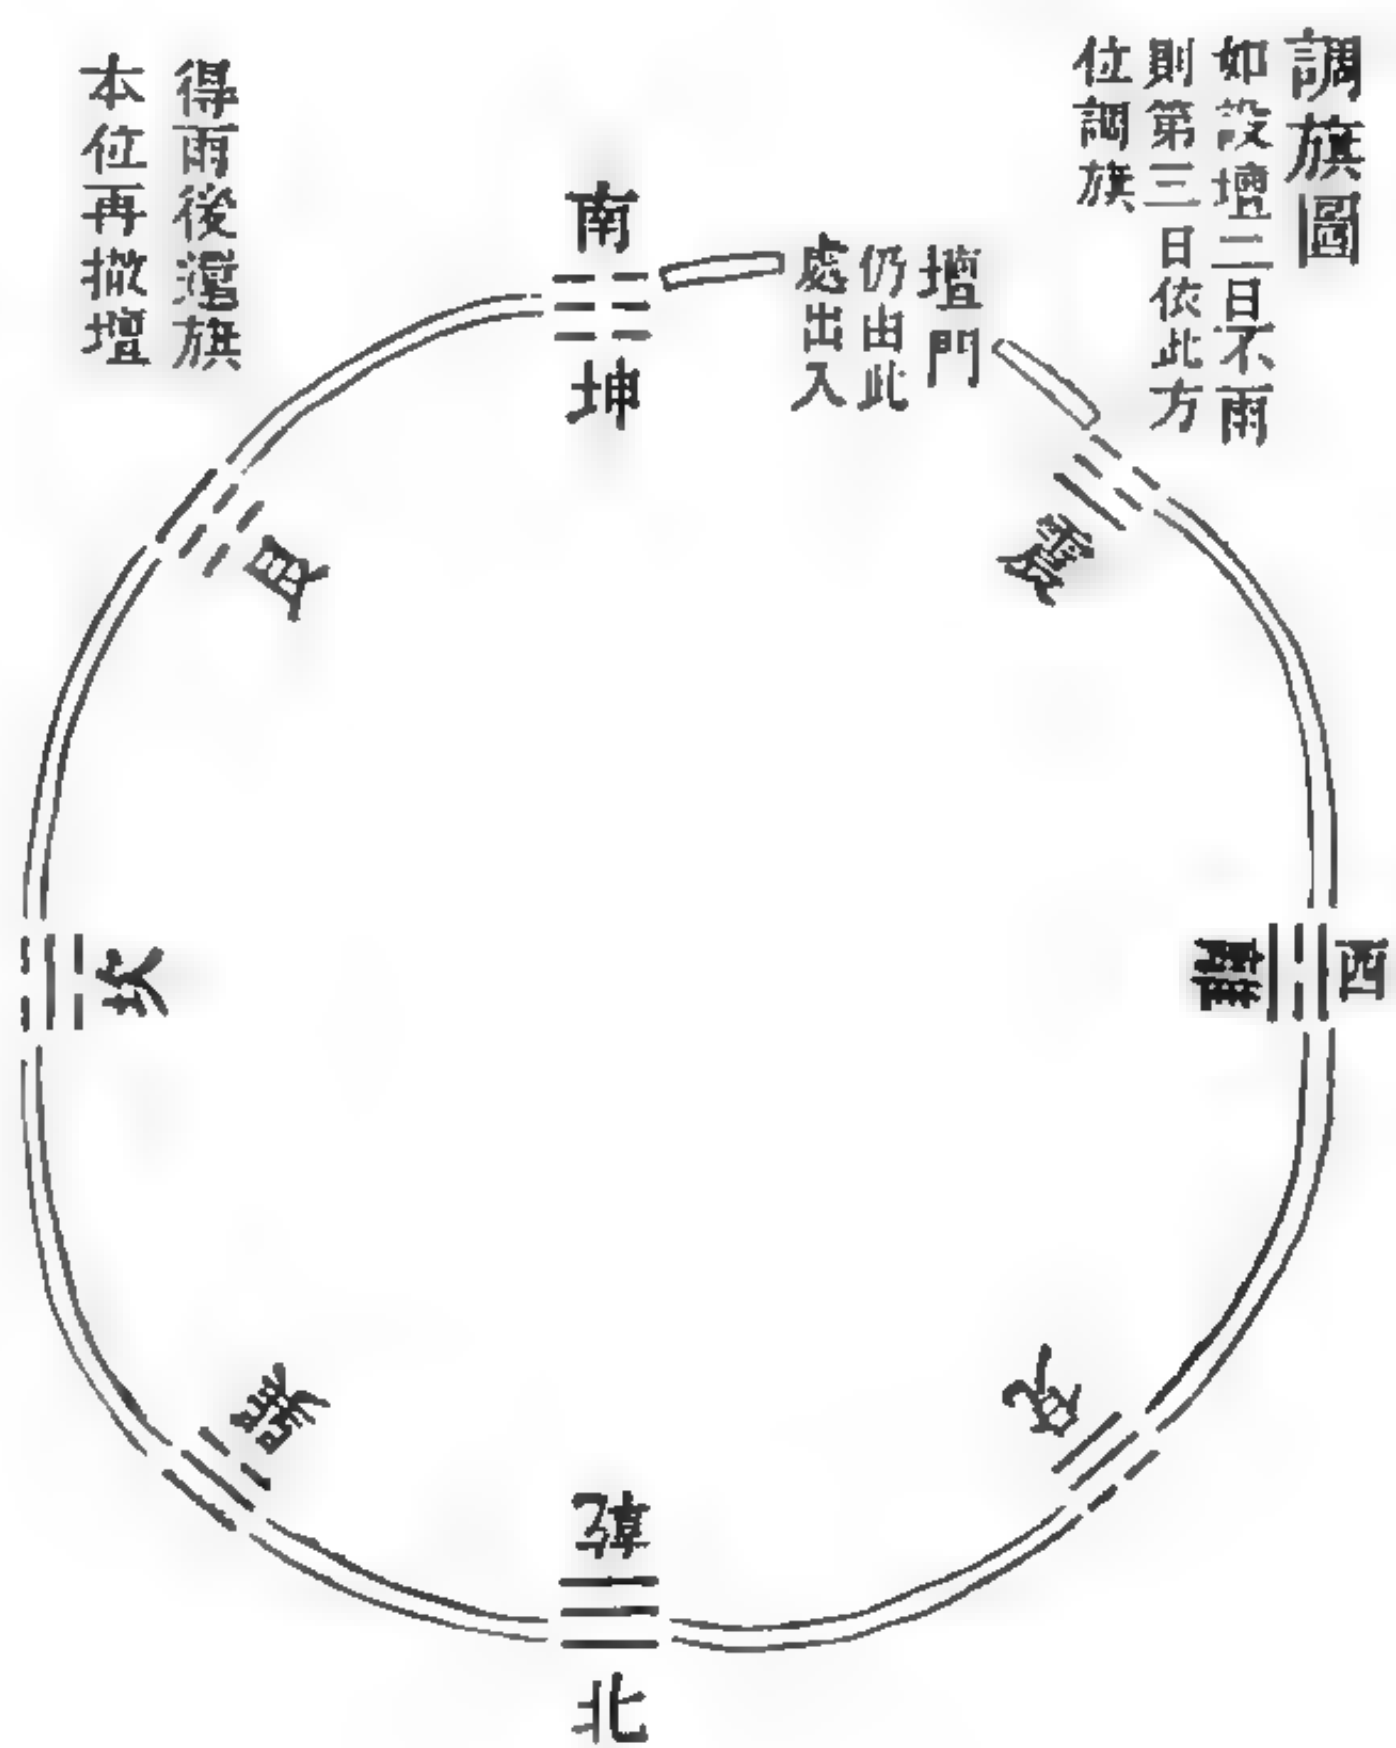 調旗圖
如設壇二日不雨
則第三日依此方
位調旗
壇門
仍由此
處出入
南
坤
震
西
離
兌
北
乾
巽
坎
艮
得雨後還旗
本位再撤壇